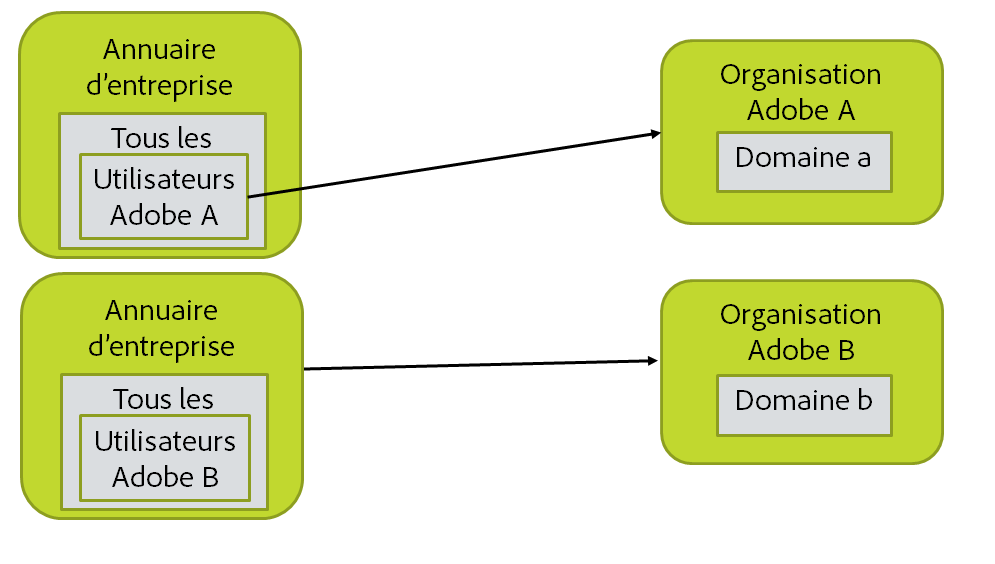 Annuaire
d’entreprise
Tous les
Utilisateurs
Adobe A
Organisation
Adobe A
Domaine a
Annuaire
d’entreprise
Tous les
Utilisateurs
Adobe B
Organisation
Adobe B
Domaine b